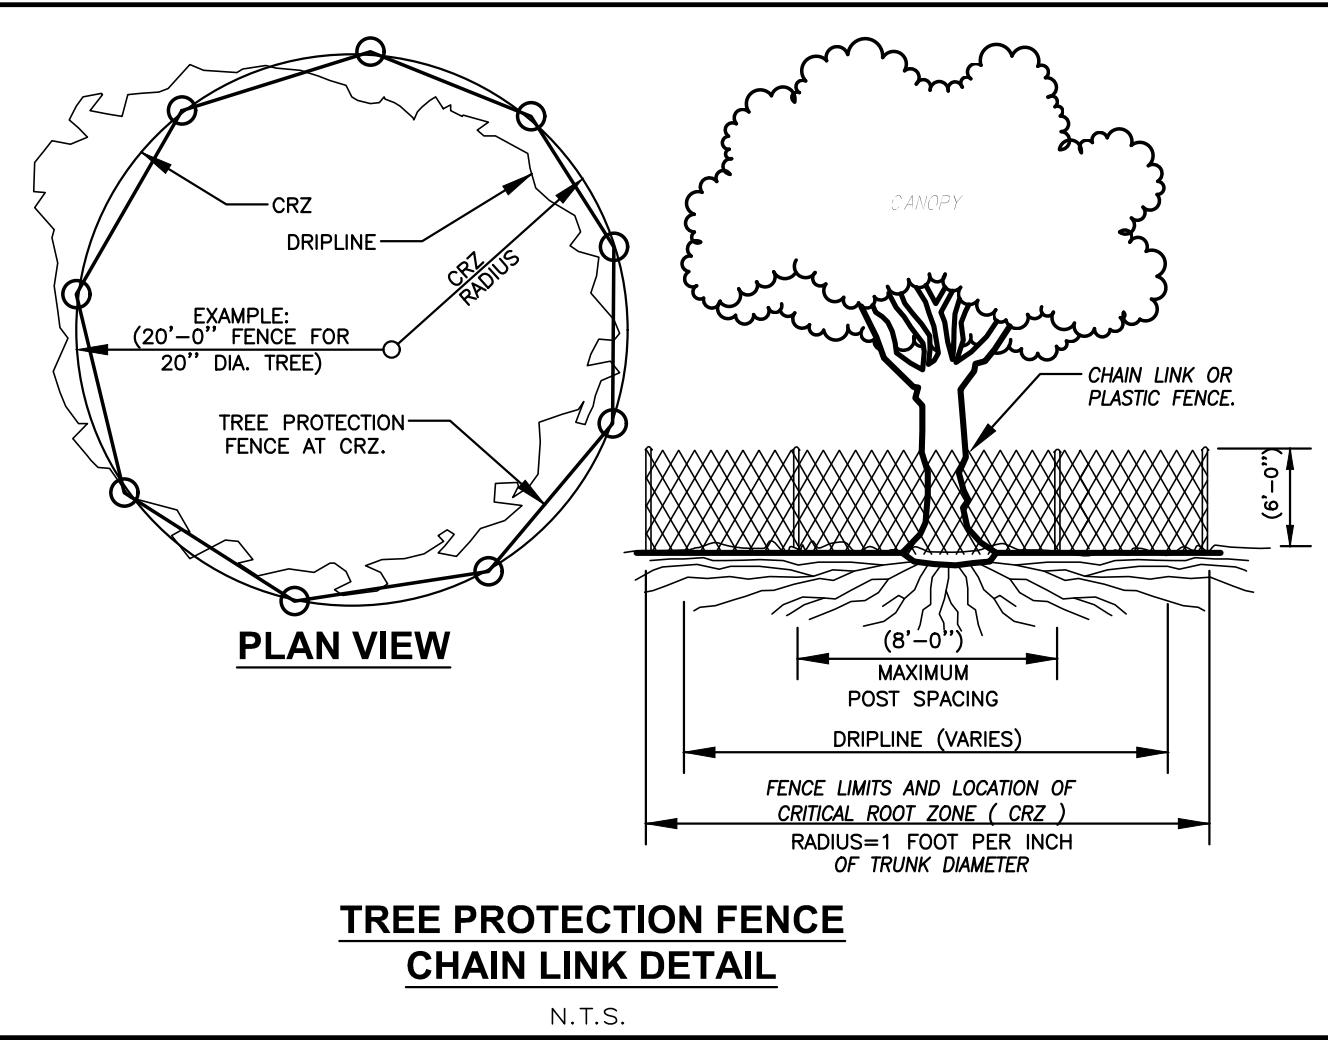 CRZ
DRIPLINE
CRZ
RADIUS
EXAMPLE:
(20'-0" FENCE FOR
20" DIA. TREE)
TREE PROTECTION
FENCE AT CRZ.
PLAN VIEW
CANOPY
CHAIN LINK OR
PLASTIC FENCE.
(6'-0")
(8'-0")
MAXIMUM
POST SPACING
DRIPLINE (VARIES)
FENCE LIMITS AND LOCATION OF
CRITICAL ROOT ZONE ( CRZ )
RADIUS=1 FOOT PER INCH
OF TRUNK DIAMETER
TREE PROTECTION FENCE
CHAIN LINK DETAIL
N.T.S.